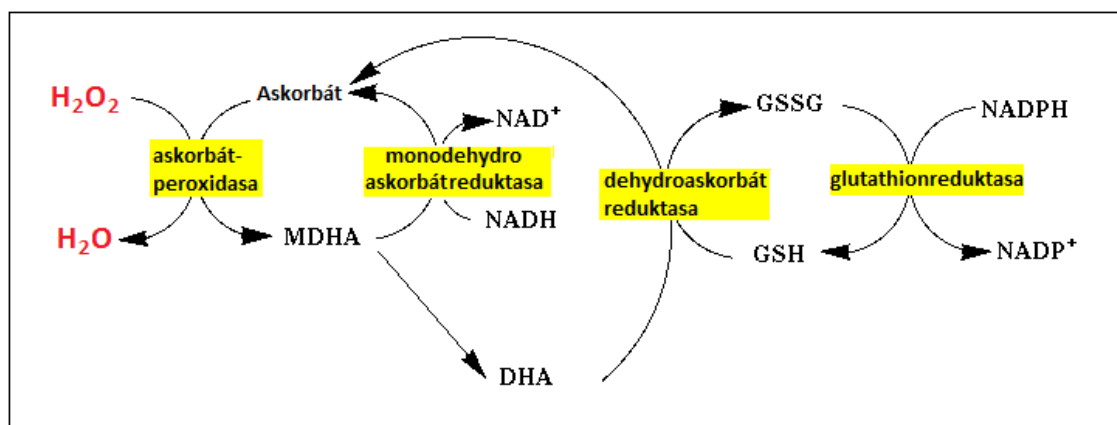 H₂O₂
Askorbát
NAD⁺
GSSG
NADPH
askorbát-
peroxidasa
monodehydro
askorbátreduktasa
dehydroaskorbát
reduktasa
glutathionreduktasa
H₂O
MDHA
NADH
GSH
NADP⁺
DHA